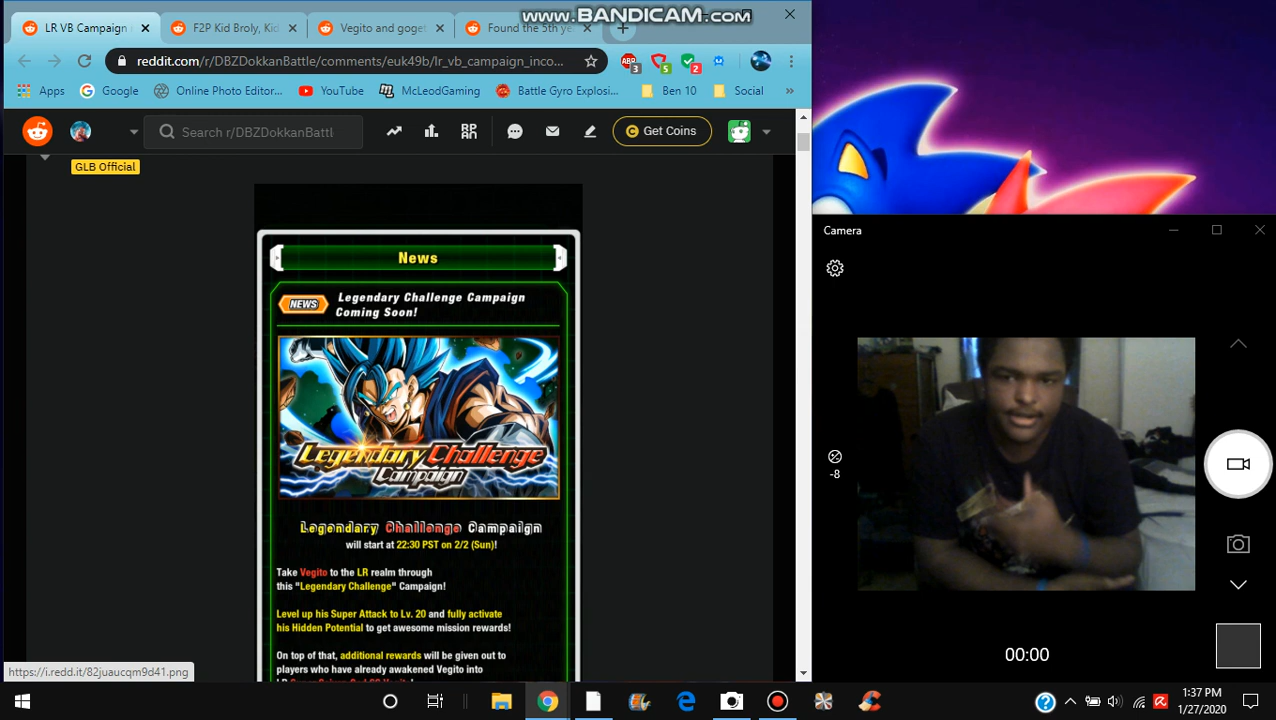 www.BANDICAM.com
LR VB Campaign
F2P Kid Broly, Kid
Vegito and goget
Found the 5th ye
reddit.com/r/DBZDokkanBattle/comments/euk49b/lr_vb_campaign_inco...
ABP
3
5
2
Apps
Google
Online Photo Editor...
YouTube
McLeodGaming
Battle Gyro Explosi...
Ben 10
Social
»
Search r/DBZDokkanBattl
RP
AN
C
Get Coins
GLB Official
News
NEWS
Legendary Challenge Campaign
Coming Soon!
Legendary Challenge
Campaign
Legendary Challenge Campaign
will start at 22:30 PST on 2/2 (Sun)!
Take Vegito to the LR realm through
this "Legendary Challenge" Campaign!
Level up his Super Attack to Lv. 20 and fully activate
his Hidden Potential to get awesome mission rewards!
On top of that, additional rewards will be given out to
players who have already awakened Vegito into
https://i.redd.it/82juaucqm9d41.png
Camera
-8
00:00
1:37 PM
1/27/2020